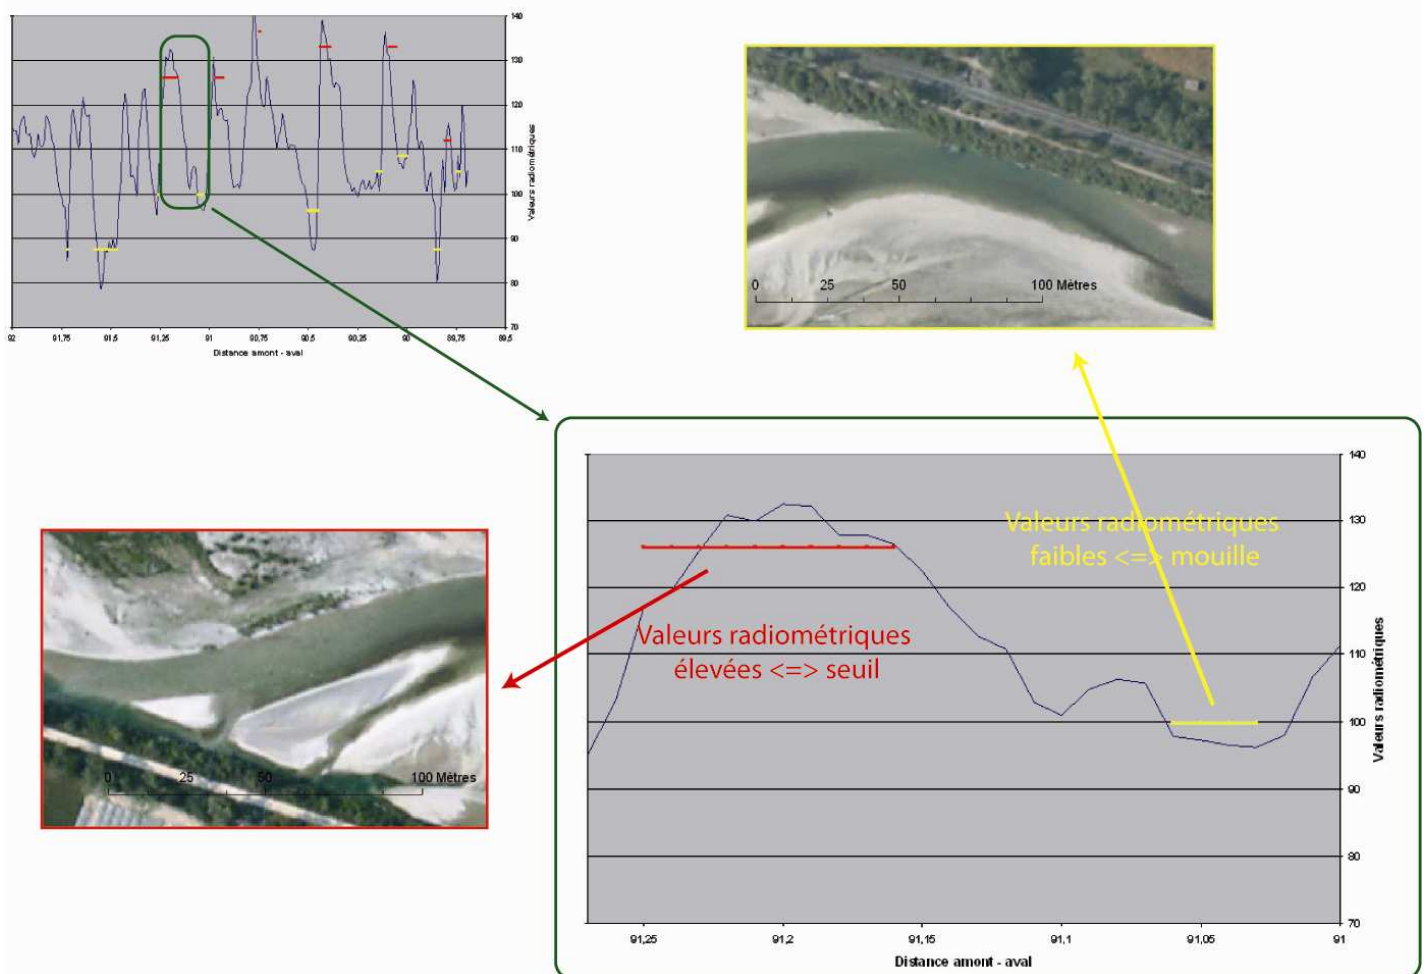 140
130
120
110
100
90
80
70
Valeurs radiométriques
92 91,75 91,5 91,25 91 90,75 90,5 90,25 90 89,75 89,5
Distance amont - aval
0 25 50 100 Mètres
0 25 50 100 Mètres
140
130
120
110
100
90
80
70
Valeurs radiométriques
faibles <=> mouille
Valeurs radiométriques
élevées <=> seuil
Valeurs radiométriques
91,25 91,2 91,15 91,1 91,05 91
Distance amont - aval